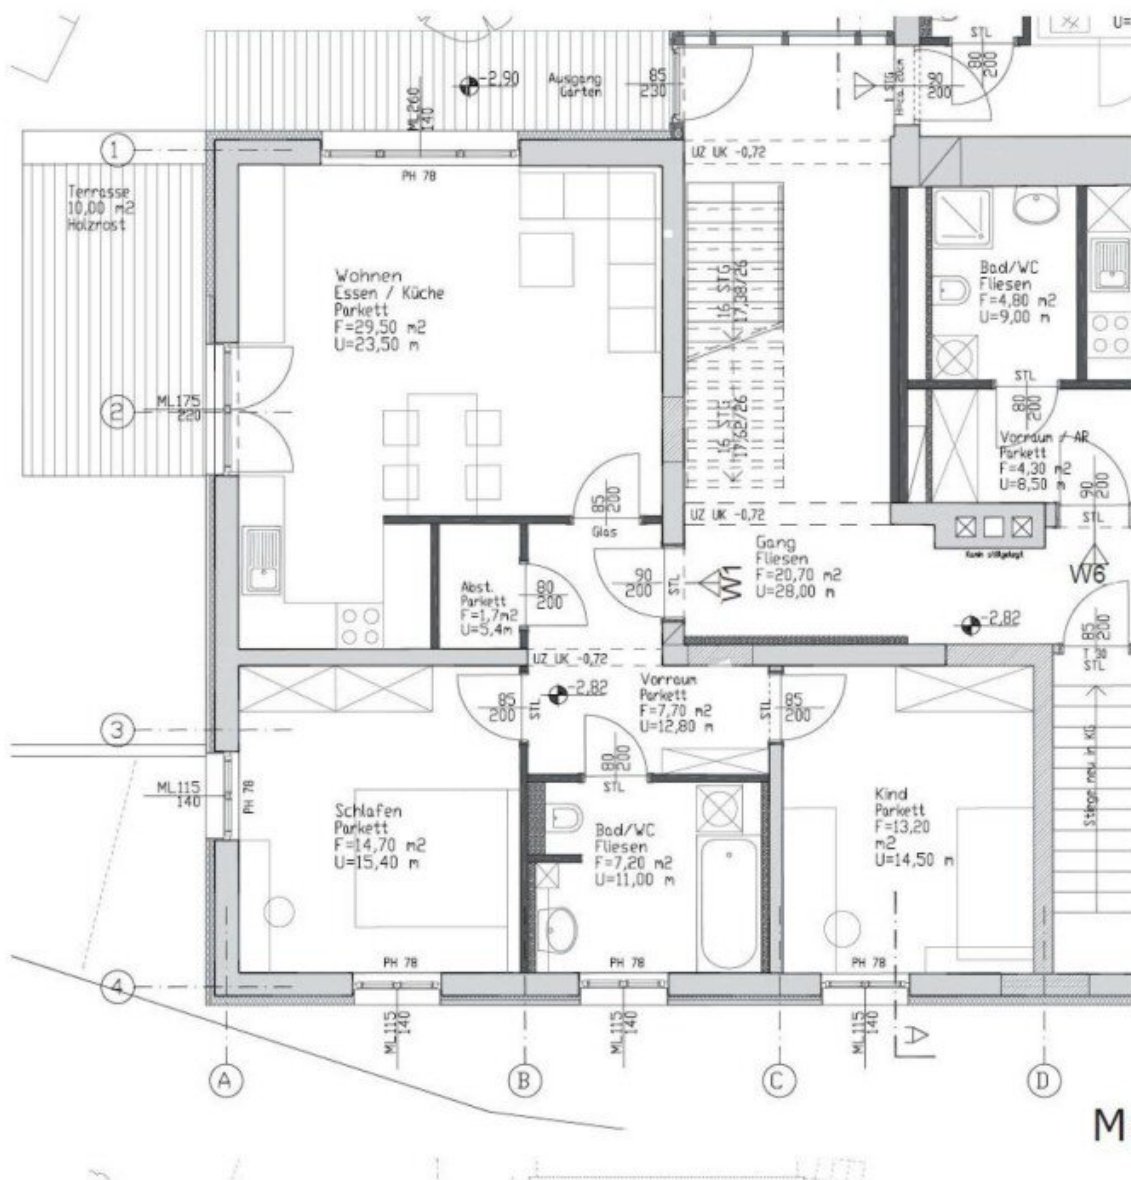 U=
STL
80
200
-2,90
Ausgang
Garten
85
230
1 STG
90
200
ML260
140
1
UZ UK -0,72
PH 78
Terrasse
10,00 m2
Holzrost
Wohnen
Essen / Küche
Parkett
F=29,50 m2
U=23,50 m
16 STG
17,38/26
Bad/WC
Fliesen
F=4,80 m2
U=9,00 m
STL
80
200
ML175
220
2
16 STG
17,62/26
Vorraum / AR
Parkett
F=4,30 m2
U=8,50 m
90
200
STL
85
200
Glas
UZ UK -0,72
Kamin stillgelegt
Gang
Fliesen
F=20,70 m2
U=28,00 m
W1
W6
90
200
STL
Abst.
Parkett
F=1,7m2
U=5,4m
80
200
-2,82
85
200
T 30
STL
UZ UK -0,72
-2,82
Vorraum
Parkett
F=7,70 m2
U=12,80 m
85
200
STL
STL
85
200
3
80
200
STL
Stiege neu in KG
ML115
140
PH 78
Schlafen
Parkett
F=14,70 m2
U=15,40 m
Bad/WC
Fliesen
F=7,20 m2
U=11,00 m
Kind
Parkett
F=13,20
m2
U=14,50 m
PH 78
PH 78
PH 78
4
ML115
140
ML115
140
ML115
140
A
A
B
C
D
M